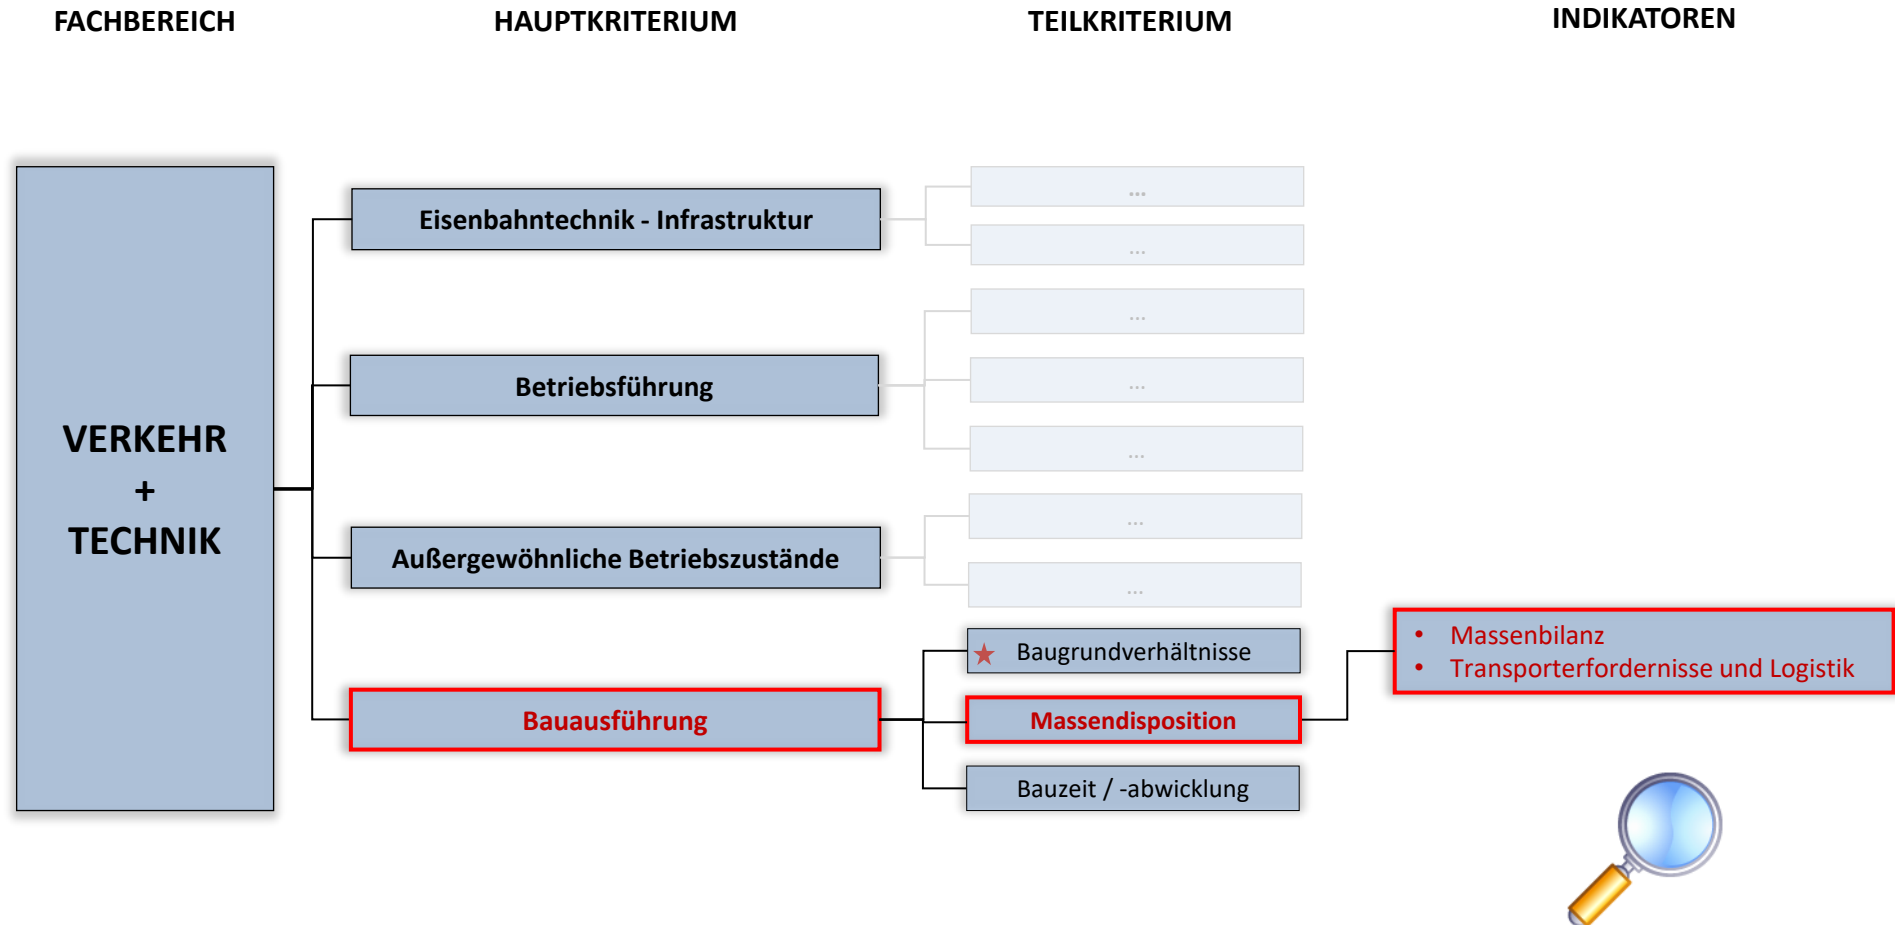 FACHBEREICH
HAUPTKRITERIUM
TEILKRITERIUM
INDIKATOREN
VERKEHR
+
TECHNIK
Eisenbahntechnik - Infrastruktur
...
...
Betriebsführung
...
...
...
Außergewöhnliche Betriebszustände
...
...
Bauausführung
Baugrundverhältnisse
Massendisposition
Bauzeit / -abwicklung
• Massenbilanz
• Transporterfordernisse und Logistik